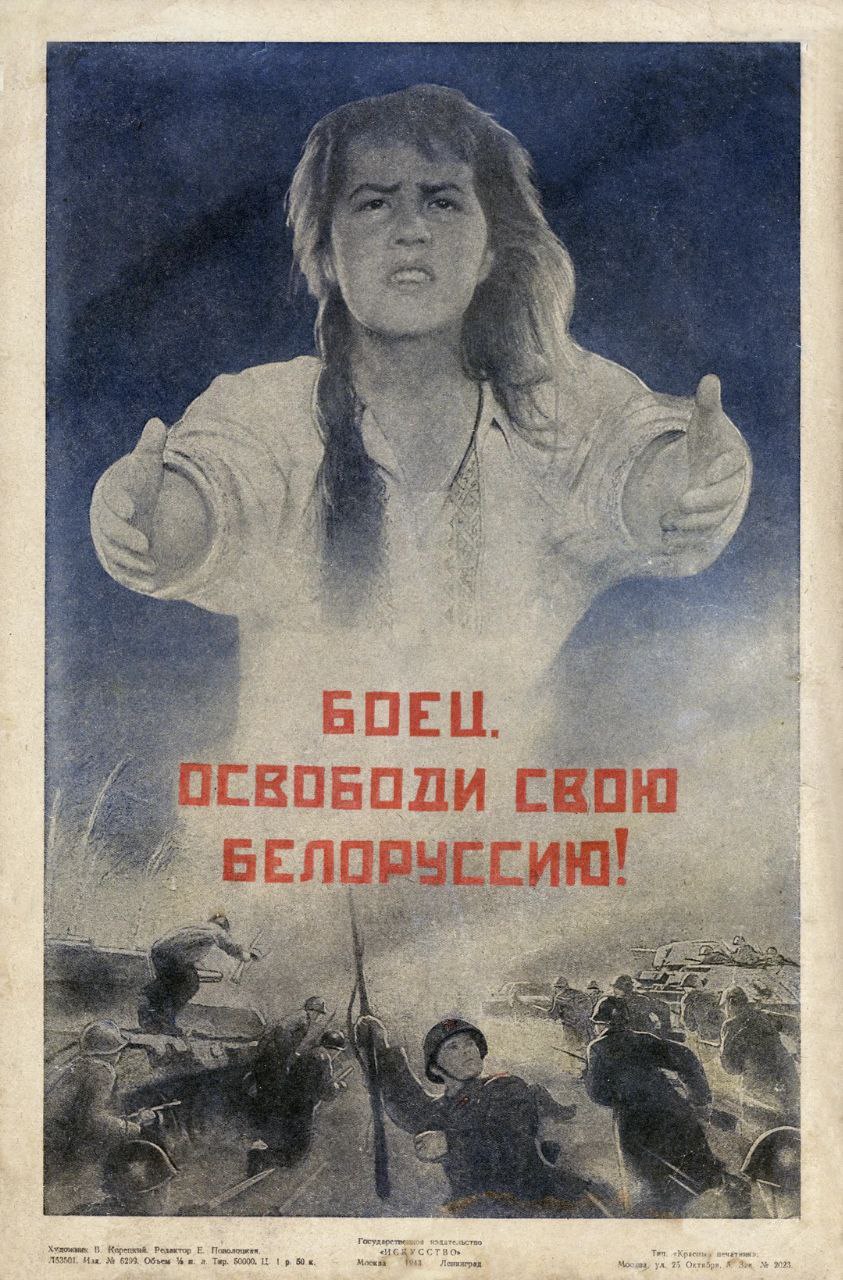 БОЕЦ,
ОСВОБОДИ СВОЮ
БЕЛОРУССИЮ!
Художник В. Корецкий. Редактор Е. Поволоцкая.
Л53501. Изд. № 6299. Объем ½ п. л. Тир. 50000. Ц. 1 р. 50 к.
Государственное издательство
«ИСКУССТВО»
Москва 1943 Ленинград
Тип. «Красный печатник».
Москва, ул. 25 Октября, 5. Зак. № 2023.